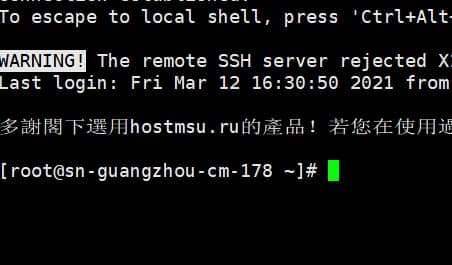 To escape to local shell, press 'Ctrl+Alt+
WARNING! The remote SSH server rejected X
Last login: Fri Mar 12 16:30:50 2021 from
多謝閣下選用hostmsu.ru的產品！若您在使用過
[root@sn-guangzhou-cm-178 ~]#